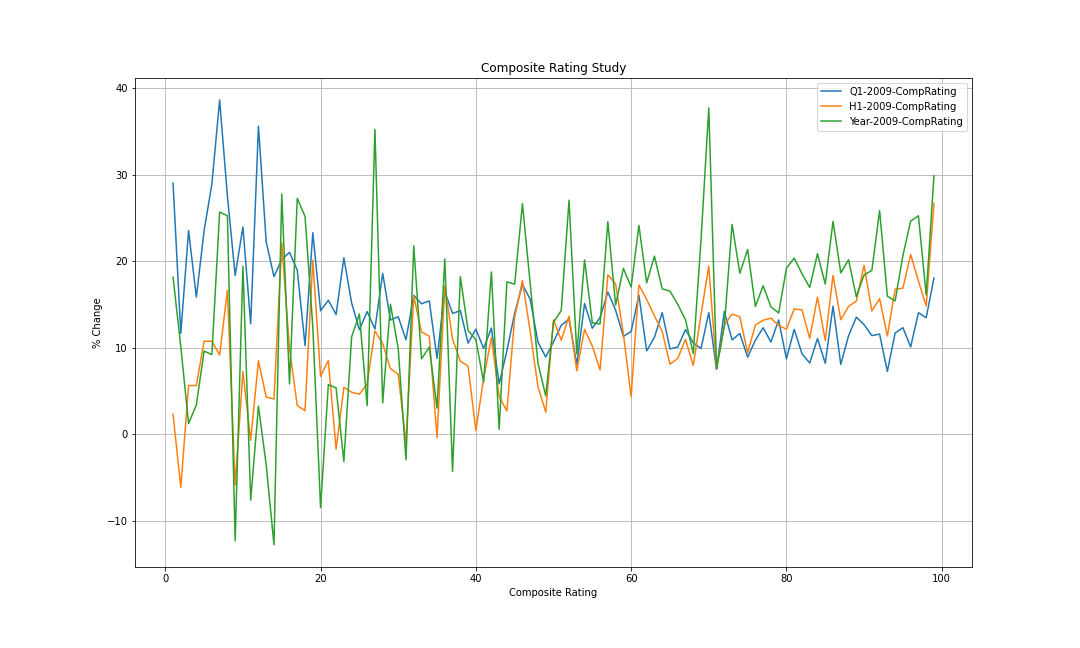 Composite Rating Study
Q1-2009-CompRating
H1-2009-CompRating
Year-2009-CompRating
% Change
40
30
20
10
0
−10
0 20 40 60 80 100
Composite Rating